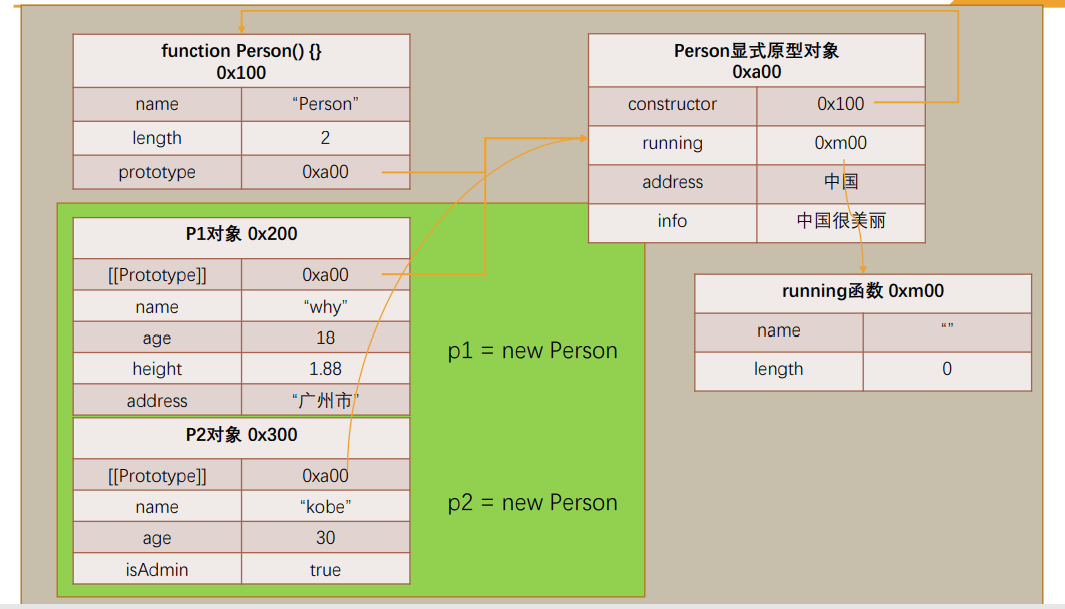 function Person() {}
0x100
name “Person”
length 2
prototype 0xa00
Person显式原型对象
0xa00
constructor 0x100
running 0xm00
address 中国
info 中国很美丽
P1对象 0x200
[[Prototype]] 0xa00
name “why”
age 18
height 1.88
address “广州市”
p1 = new Person
running函数 0xm00
name “”
length 0
P2对象 0x300
[[Prototype]] 0xa00
name “kobe”
age 30
isAdmin true
p2 = new Person